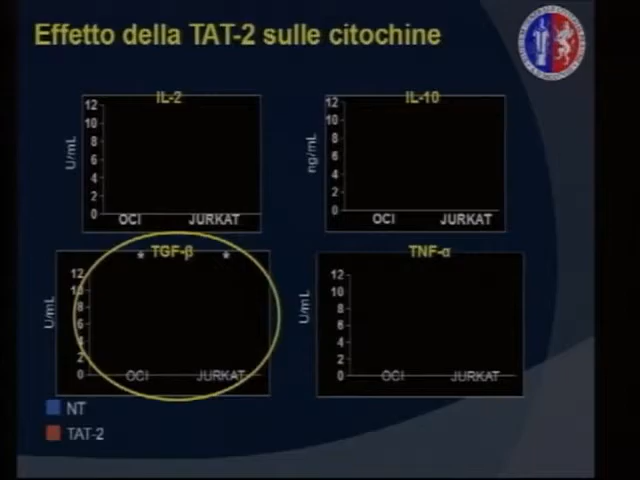 Effetto della TAT-2 sulle citochine
IL-2
12
10
8
6
4
2
0
U/mL
OCI JURKAT
IL-10
12
10
8
6
4
2
0
ng/mL
OCI JURKAT
TGF-β
* *
12
10
8
6
4
2
0
U/mL
OCI JURKAT
TNF-α
12
10
8
6
4
2
0
U/mL
OCI JURKAT
NT
TAT-2